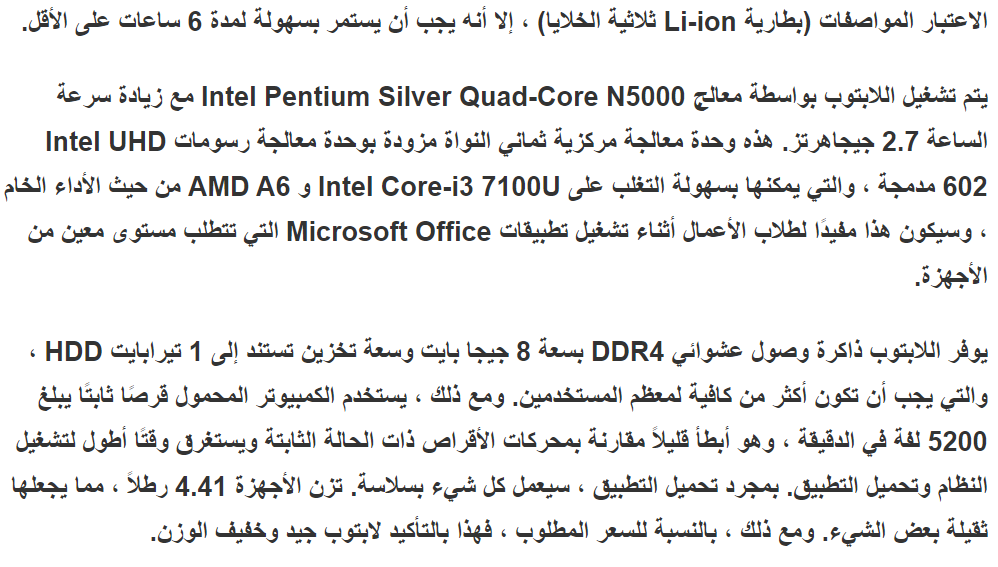 الاعتبار المواصفات (بطارية Li-ion ثلاثية الخلايا) ، إلا أنه يجب أن يستمر بسهولة لمدة 6 ساعات على الأقل.
يتم تشغيل اللابتوب بواسطة معالج Intel Pentium Silver Quad-Core N5000 مع زيادة سرعة
الساعة 2.7 جيجاهرتز. هذه وحدة معالجة مركزية ثماني النواة مزودة بوحدة معالجة رسومات Intel UHD
602 مدمجة ، والتي يمكنها بسهولة التغلب على Intel Core-i3 7100U و AMD A6 من حيث الأداء الخام
، وسيكون هذا مفيدًا لطلاب الأعمال أثناء تشغيل تطبيقات Microsoft Office التي تتطلب مستوى معين من
الأجهزة.
يوفر اللابتوب ذاكرة وصول عشوائي DDR4 بسعة 8 جيجا بايت وسعة تخزين تستند إلى 1 تيرابايت HDD ،
والتي يجب أن تكون أكثر من كافية لمعظم المستخدمين. ومع ذلك ، يستخدم الكمبيوتر المحمول قرصًا ثابتًا يبلغ
5200 لفة في الدقيقة ، وهو أبطأ قليلاً مقارنة بمحركات الأقراص ذات الحالة الثابتة ويستغرق وقتًا أطول لتشغيل
النظام وتحميل التطبيق. بمجرد تحميل التطبيق ، سيعمل كل شيء بسلاسة. تزن الأجهزة 4.41 رطلاً ، مما يجعلها
ثقيلة بعض الشيء. ومع ذلك ، بالنسبة للسعر المطلوب ، فهذا بالتأكيد لابتوب جيد وخفيف الوزن.